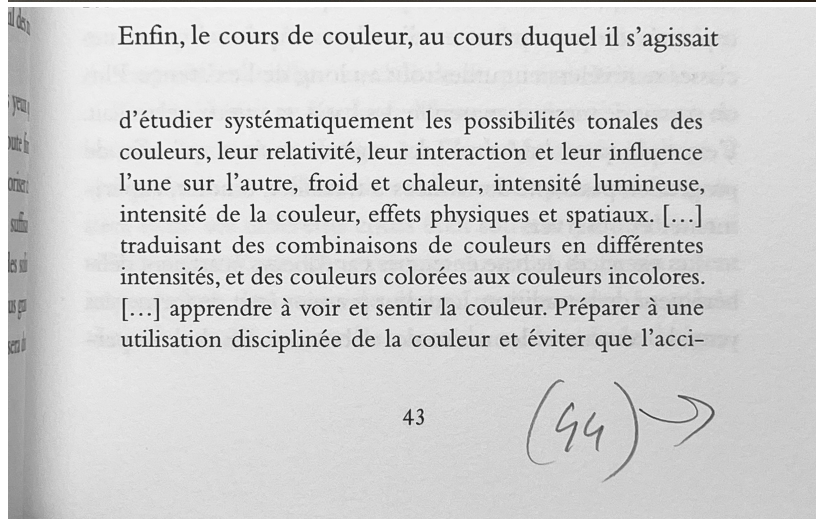 Enfin, le cours de couleur, au cours duquel il s'agissait
d'étudier systématiquement les possibilités tonales des
couleurs, leur relativité, leur interaction et leur influence
l'une sur l'autre, froid et chaleur, intensité lumineuse,
intensité de la couleur, effets physiques et spatiaux. […]
traduisant des combinaisons de couleurs en différentes
intensités, et des couleurs colorées aux couleurs incolores.
[…] apprendre à voir et sentir la couleur. Préparer à une
utilisation disciplinée de la couleur et éviter que l'acci-
43
(44) →